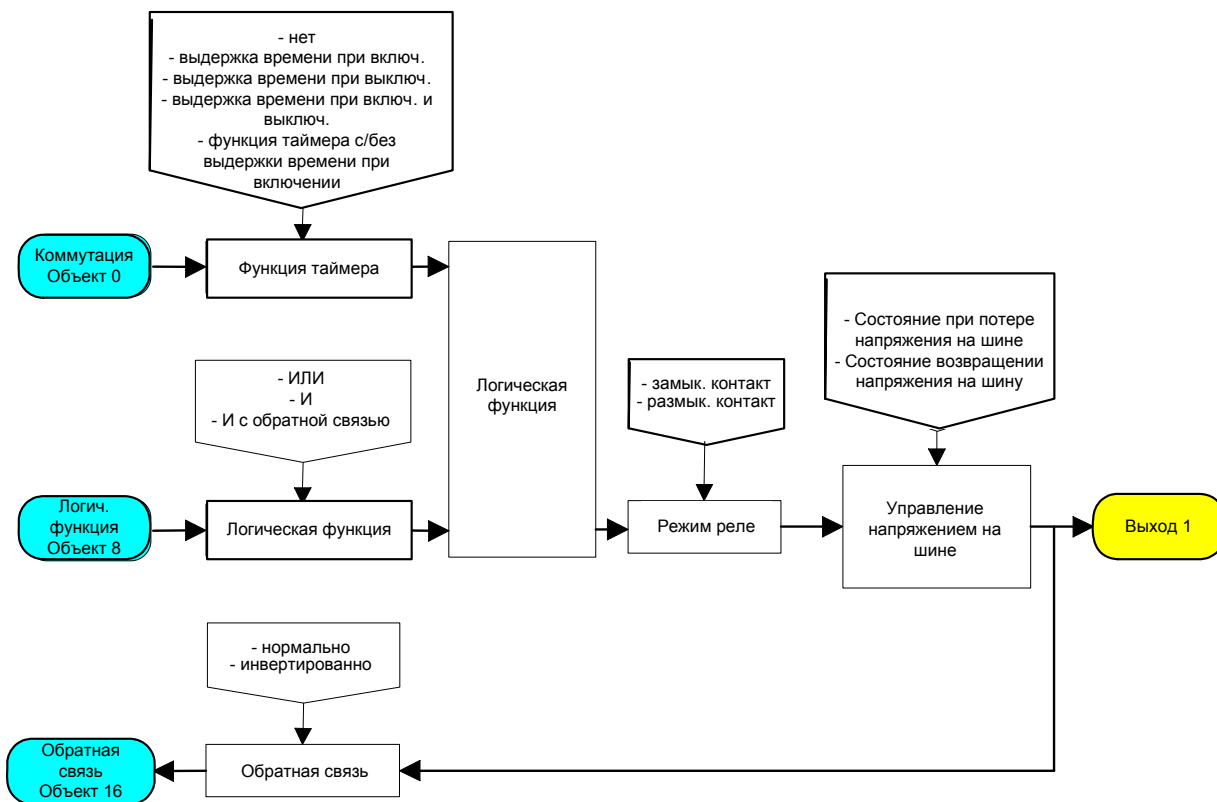 - нет
- выдержка времени при включ.
- выдержка времени при выключ.
- выдержка времени при включ. и
выключ.
- функция таймера с/без
выдержки времени при
включении
Коммутация
Объект 0
Функция таймера
- ИЛИ
- И
- И с обратной связью
Логич.
функция
Объект 8
Логическая функция
Логическая
функция
- замык. контакт
- размык. контакт
Режим реле
- Состояние при потере
напряжения на шине
- Состояние возвращении
напряжения на шину
Управление
напряжением на
шине
Выход 1
- нормально
- инвертированно
Обратная
связь
Объект 16
Обратная связь